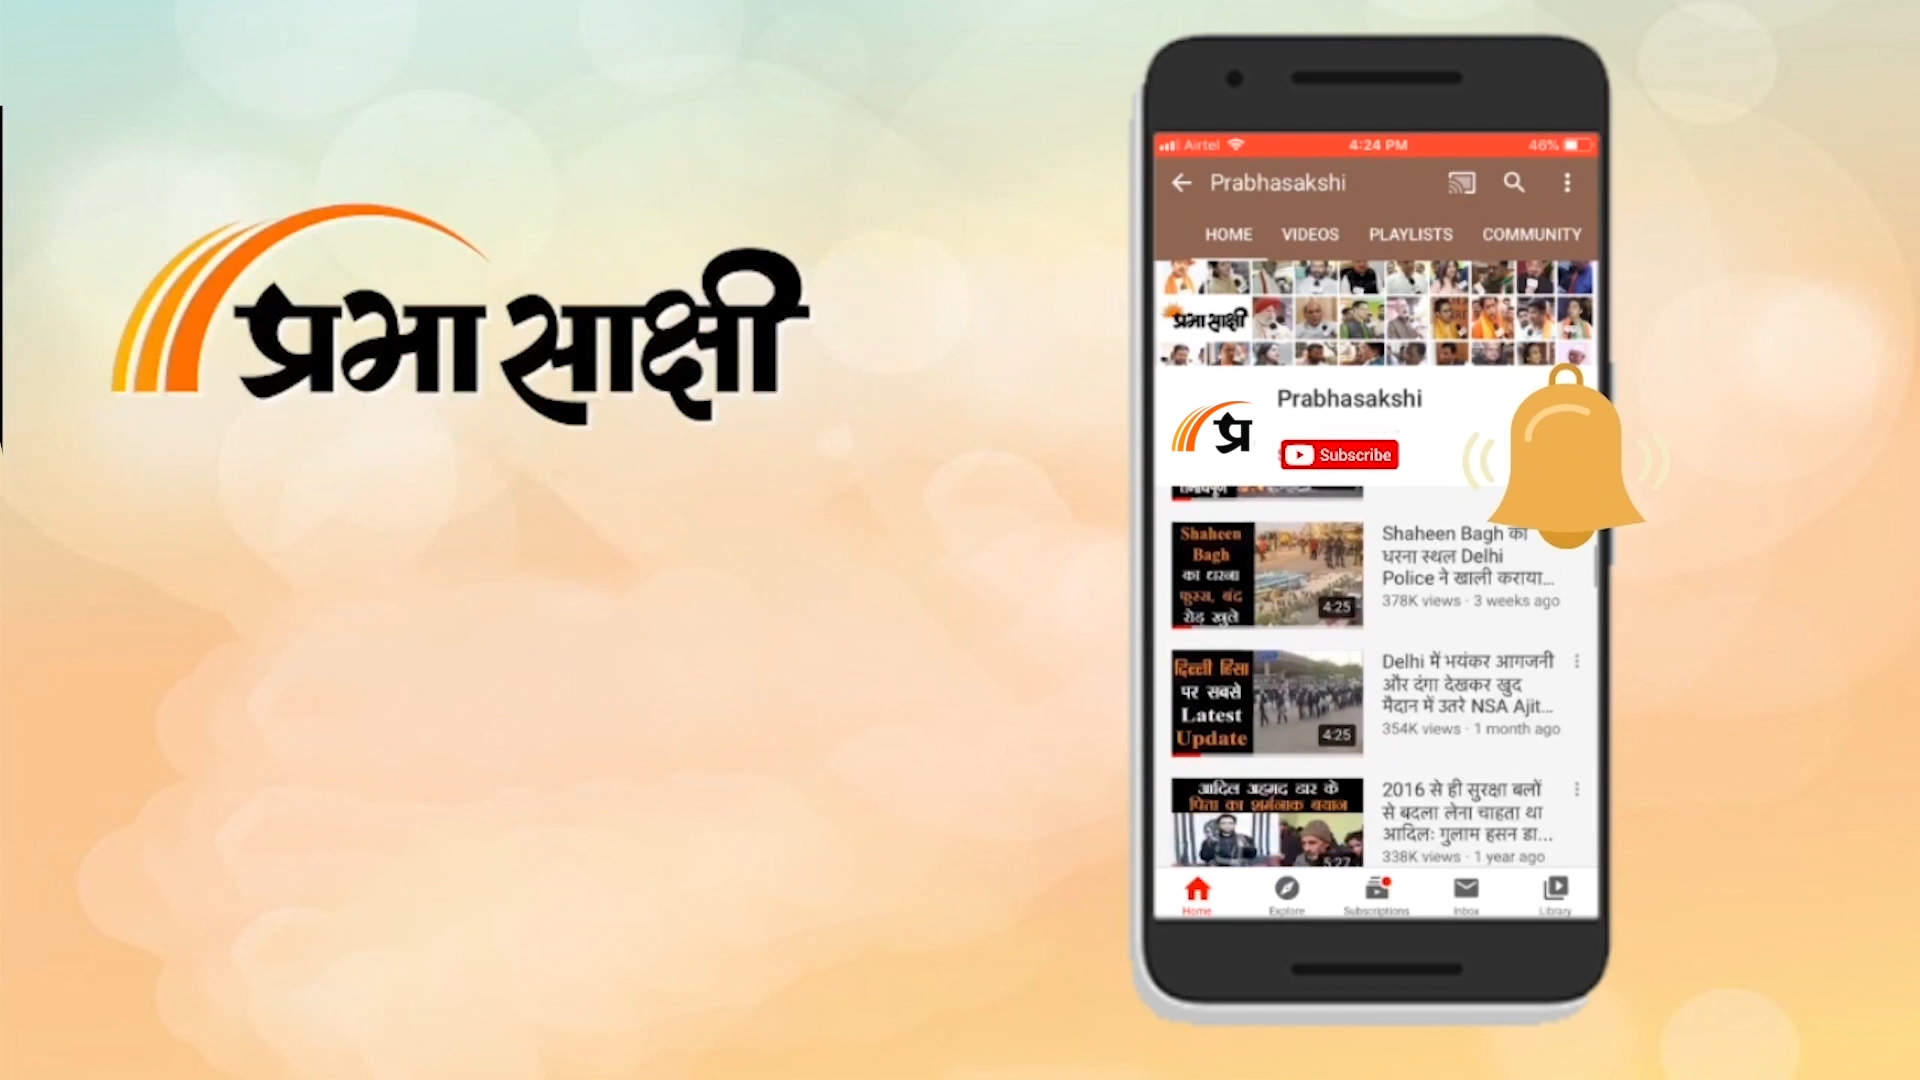 प्रभासाक्षी
Airtel
4:24 PM
46%
Prabhasakshi
HOME
VIDEOS
PLAYLISTS
COMMUNITY
प्रभासाक्षी
Prabhasakshi
प्र
Subscribe
Shaheen
Bagh
का धरना
फुस्स, बंद
रोड़ खुले
4:25
Shaheen Bagh का
धरना स्थल Delhi
Police ने खाली कराया...
378K views · 3 weeks ago
दिल्ली हिंसा
पर सबसे
Latest
Update
4:25
Delhi में भयंकर आगजनी
और दंगा देखकर खुद
मैदान में उतरे NSA Ajit...
354K views · 1 month ago
आदिल अहमद डार के
पिता का शर्मनाक बयान
5:27
2016 से ही सुरक्षा बलों
से बदला लेना चाहता था
आदिलः गुलाम हसन डा...
338K views · 1 year ago
Home
Explore
Subscriptions
Inbox
Library